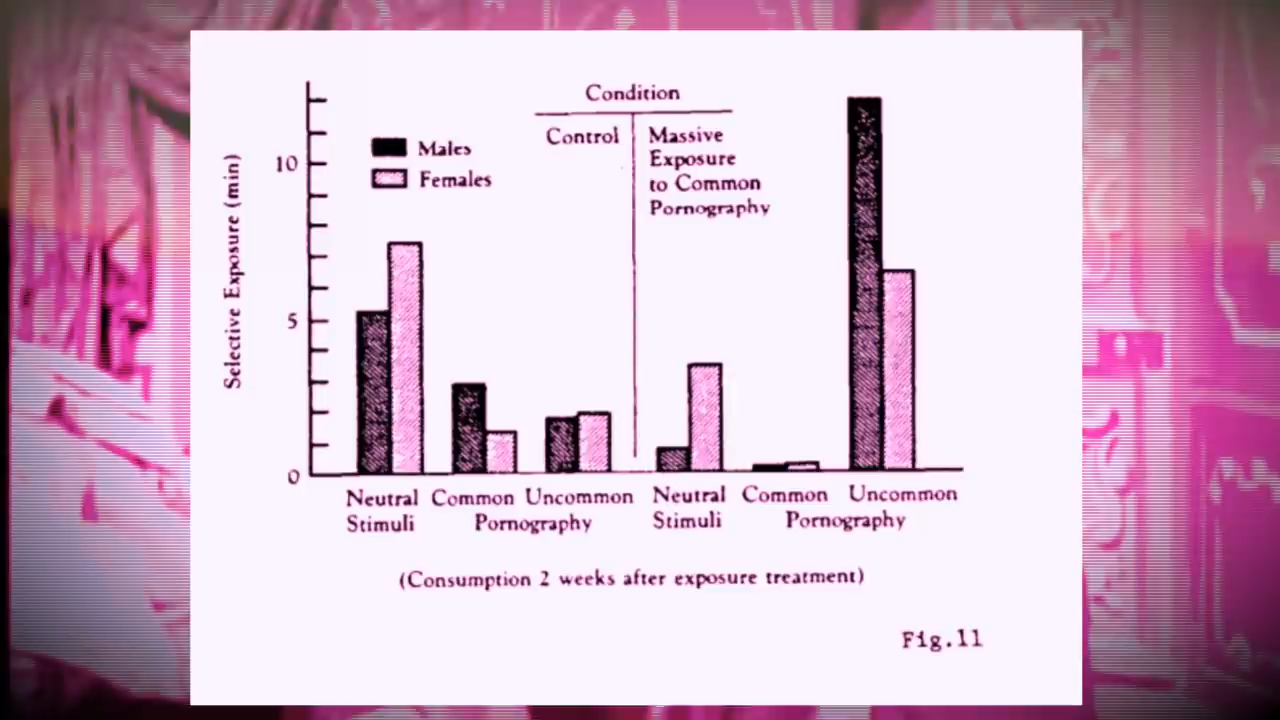 Condition
Control
Massive
Exposure
to Common
Pornography
Males
Females
Selective Exposure (min)
10
5
0
Neutral Common Uncommon Neutral Common Uncommon
Stimuli Pornography Stimuli Pornography
(Consumption 2 weeks after exposure treatment)
Fig.11